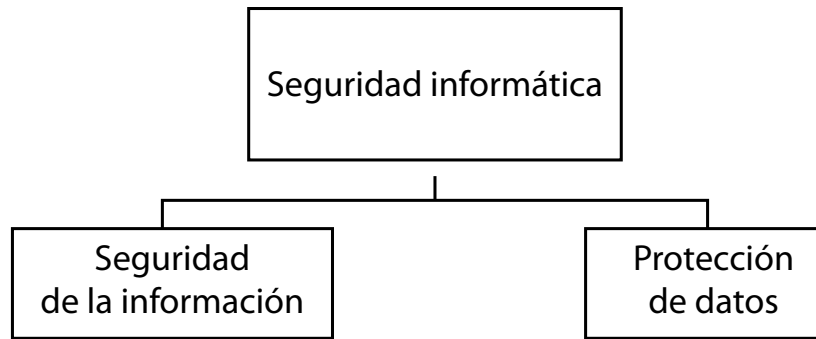 Seguridad informática
Seguridad
de la información
Protección
de datos